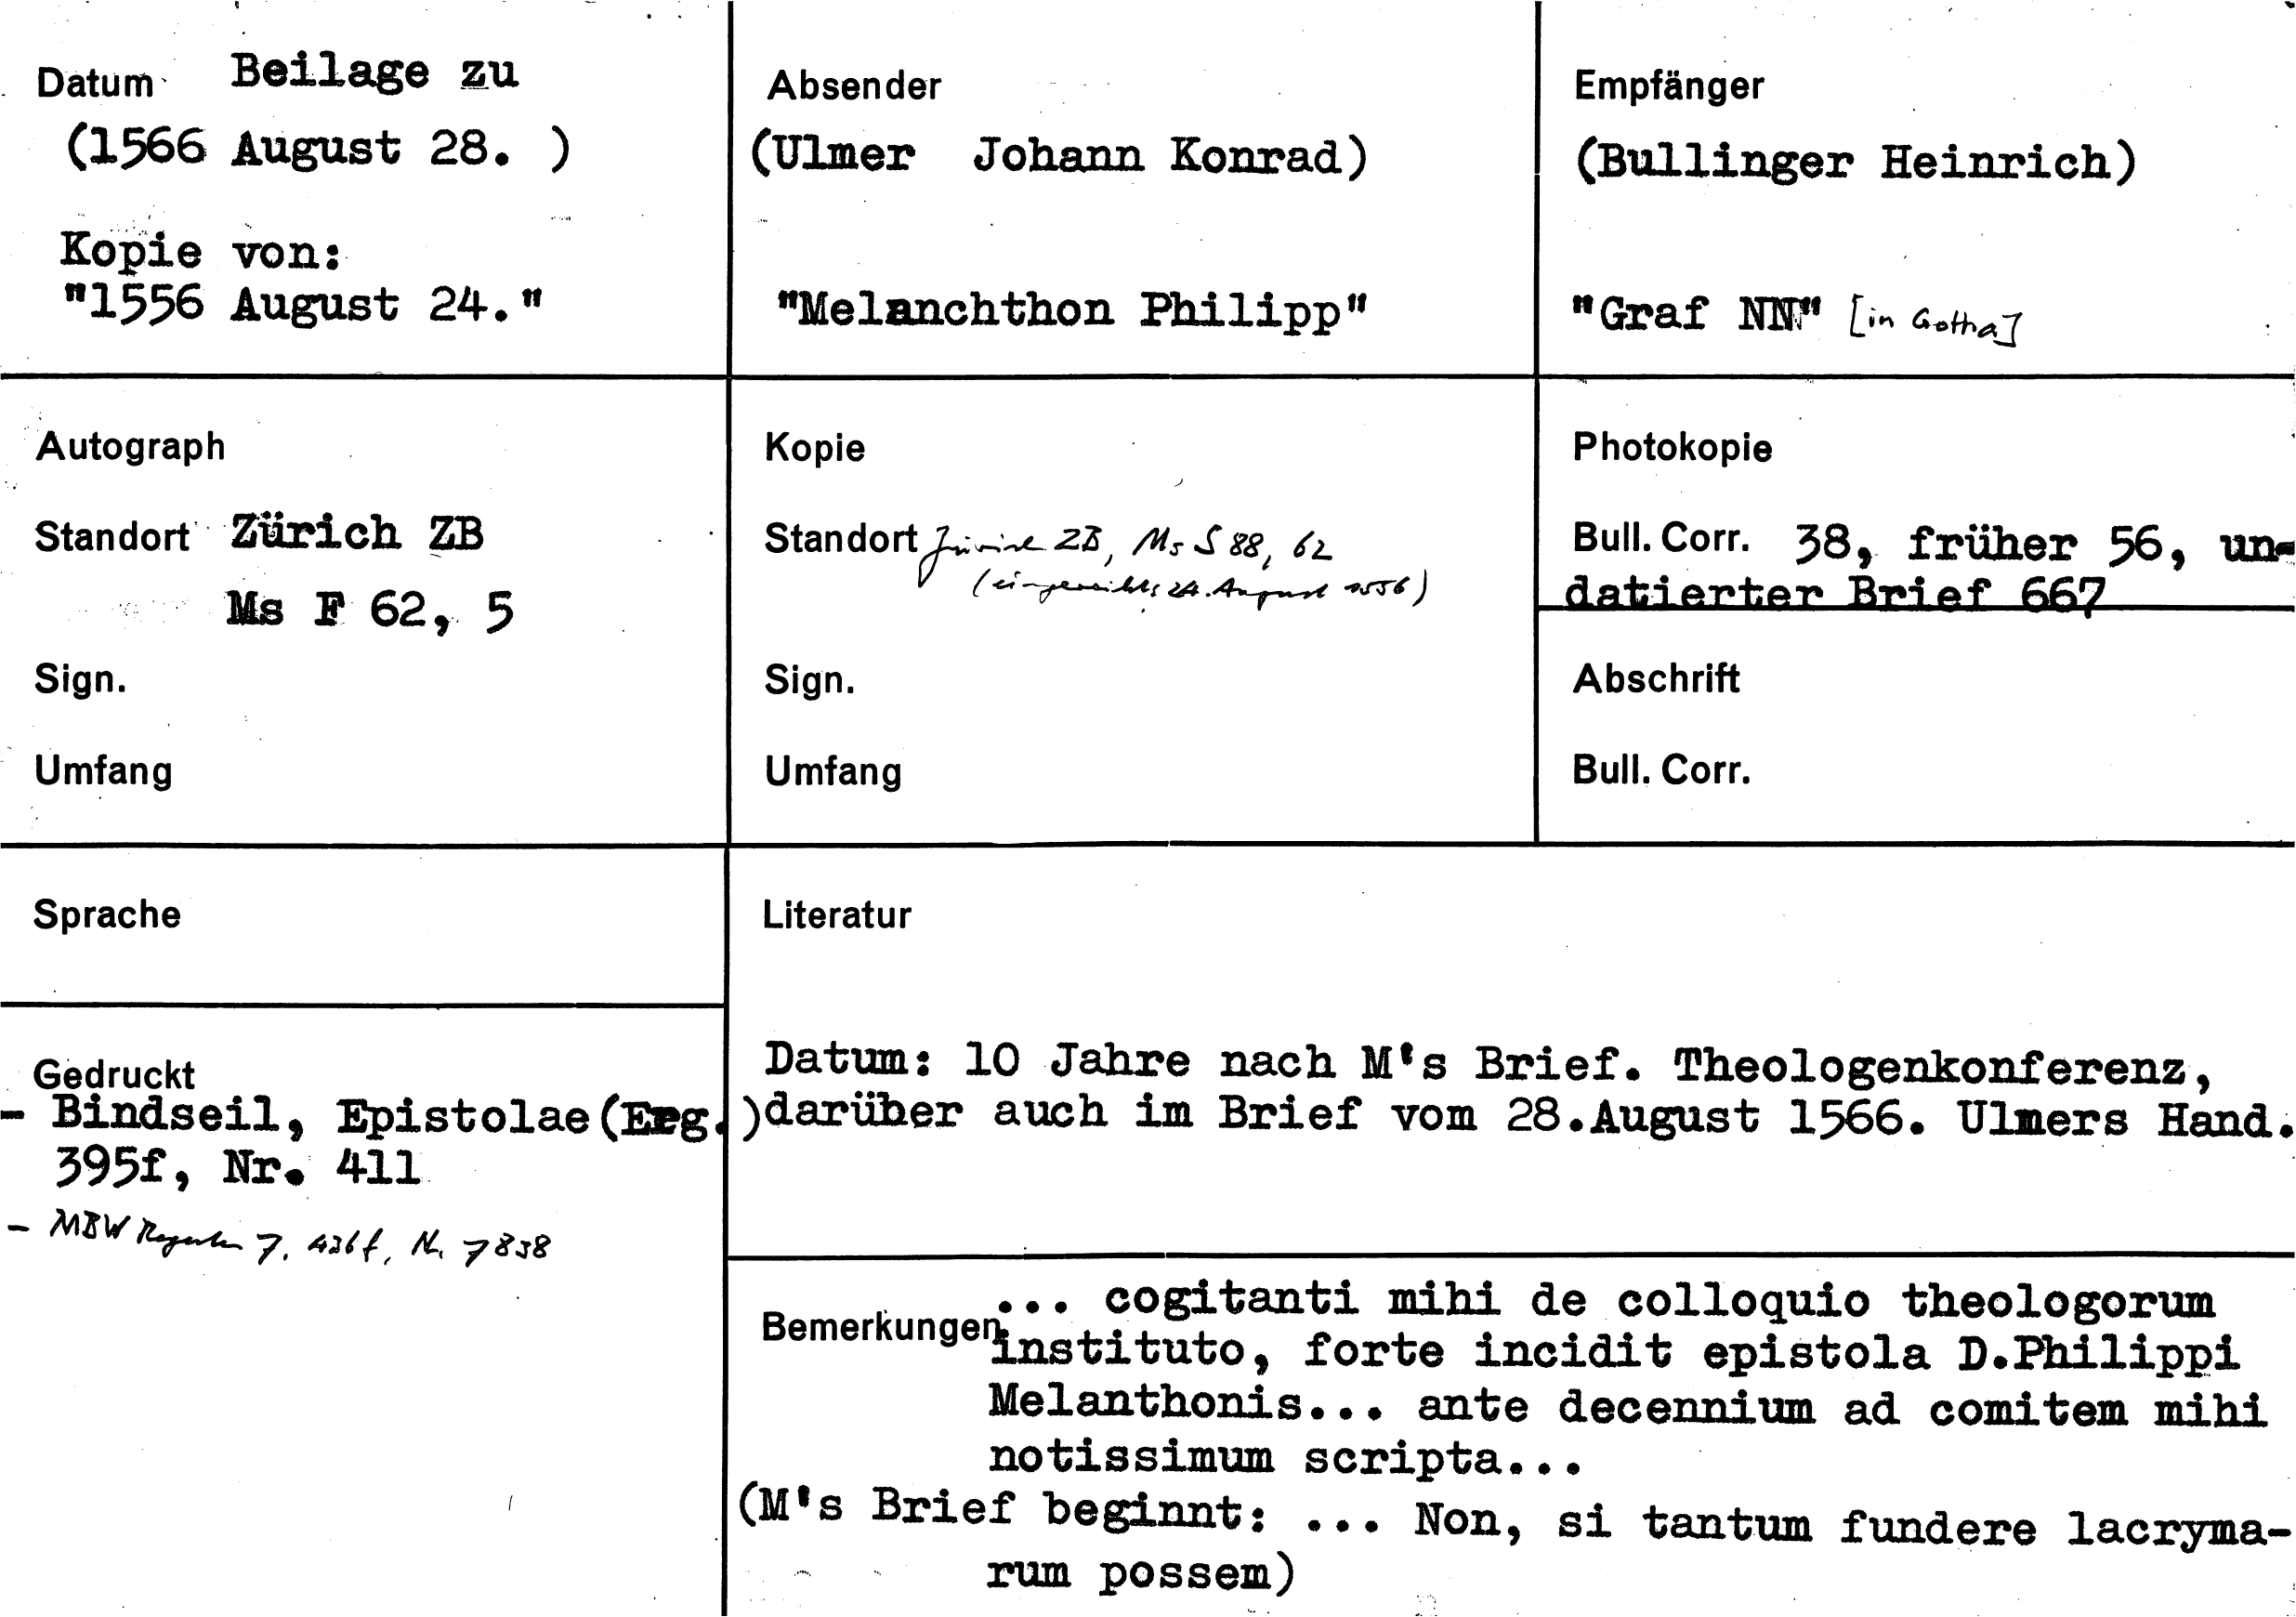 Datum Beilage zu
(1566 August 28. )
Kopie von:
"1556 August 24."
Absender
(Ulmer Johann Konrad)
"Melanchthon Philipp"
Empfänger
(Bullinger Heinrich)
"Graf NN" [in Gotha]
Autograph
Standort Zürich ZB
Ms F 62, 5
Sign.
Umfang
Kopie
Standort Zürich ZB, Ms S 88, 62
(eingereiht: 24. August 1556)
Sign.
Umfang
Photokopie
Bull. Corr. 38, früher 56, un-
datierter Brief 667
Abschrift
Bull. Corr.
Sprache
Gedruckt
- Bindseil, Epistolae (Erg.)
395f, Nr. 411
- MBW Regesten 7, 436f, Nr. 7838
Literatur
Datum: 10 Jahre nach M's Brief. Theologenkonferenz,
darüber auch im Brief vom 28.August 1566. Ulmers Hand.
Bemerkungen ... cogitanti mihi de colloquio theologorum
instituto, forte incidit epistola D.Philippi
Melanthonis... ante decennium ad comitem mihi
notissimum scripta...
(M's Brief beginnt: ... Non, si tantum fundere lacryma-
rum possem)